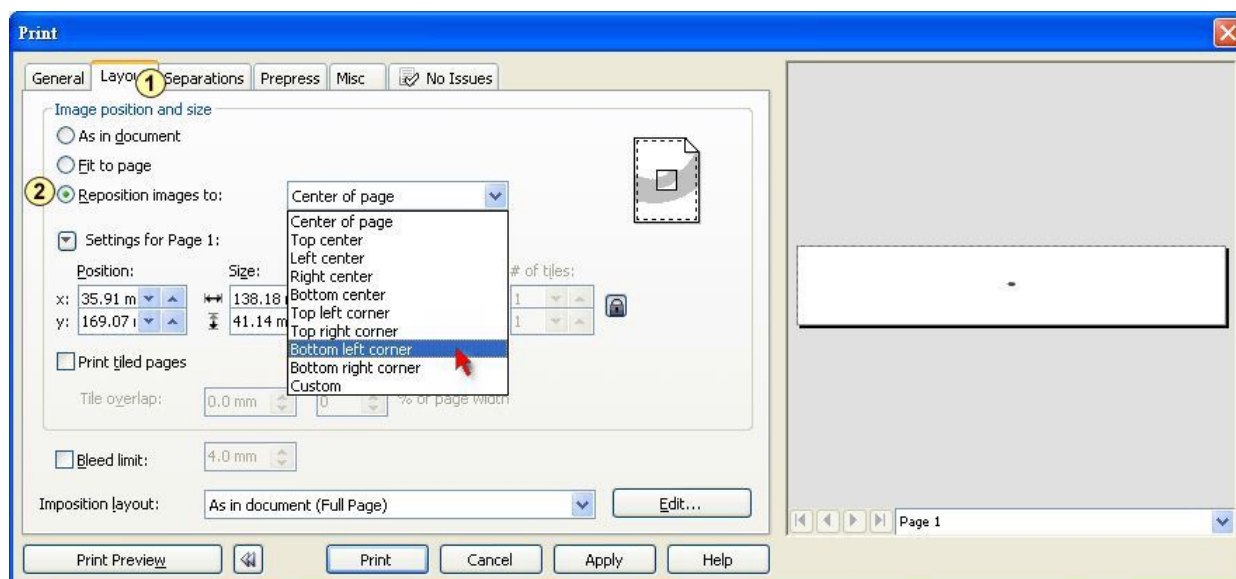 Print
General Layou 1 Separations Prepress Misc No Issues
Image position and size
As in document
Fit to page
2 Reposition images to: Center of page
Center of page
Top center
Left center
Right center
Bottom center
Top left corner
Top right corner
Bottom left corner
Bottom right corner
Custom
Settings for Page 1:
Position: Size: # of tiles:
x: 35.91 m 138.18 1
y: 169.07 41.14 m 1
Print tiled pages
Tile overlap: 0.0 mm 0 % of page width
Bleed limit: 4.0 mm
Imposition layout: As in document (Full Page) Edit...
Page 1
Print Preview Print Cancel Apply Help